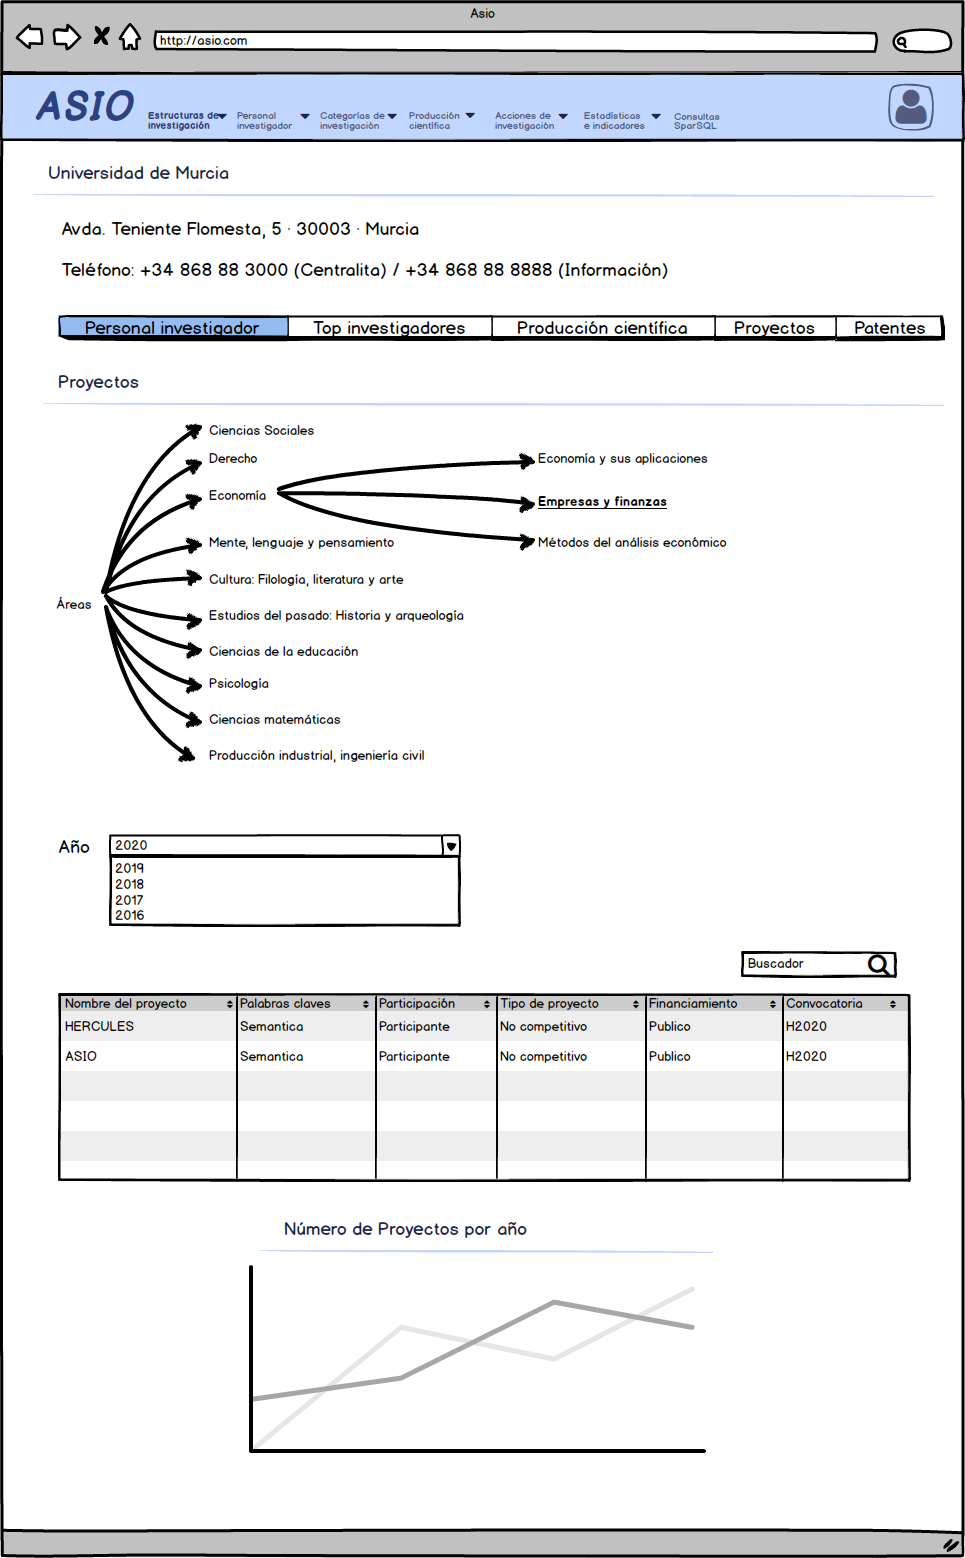 Asio
http://asio.com
ASIO
Estructuras de
investigación
Personal
investigador
Categorías de
investigación
Producción
científica
Acciones de
investigación
Estadísticas
e indicadores
Consultas
SparSQL
Universidad de Murcia
Avda. Teniente Flomesta, 5 · 30003 · Murcia
Teléfono: +34 868 88 3000 (Centralita) / +34 868 88 8888 (Información)
Personal investigador Top investigadores Producción científica Proyectos Patentes
Proyectos
Áreas
Ciencias Sociales
Derecho
Economía
Mente, lenguaje y pensamiento
Cultura: Filología, literatura y arte
Estudios del pasado: Historia y arqueología
Ciencias de la educación
Psicología
Ciencias matemáticas
Producción industrial, ingeniería civil
Economía y sus aplicaciones
Empresas y finanzas
Métodos del análisis económico
Año 2020
2019
2018
2017
2016
Buscador
Nombre del proyecto Palabras claves Participación Tipo de proyecto Financiamiento Convocatoria
HERCULES Semantica Participante No competitivo Publico H2020
ASIO Semantica Participante No competitivo Publico H2020
Número de Proyectos por año